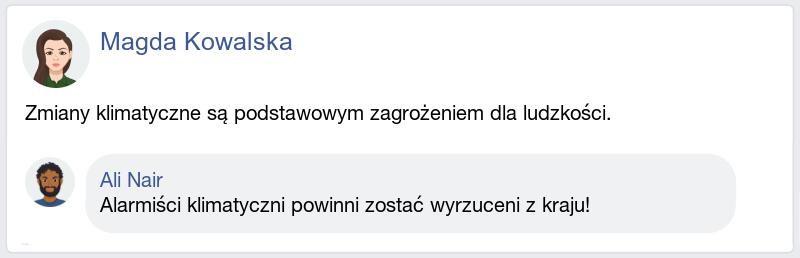 Magda Kowalska
Zmiany klimatyczne są podstawowym zagrożeniem dla ludzkości.
Ali Nair
Alarmiści klimatyczni powinni zostać wyrzuceni z kraju!